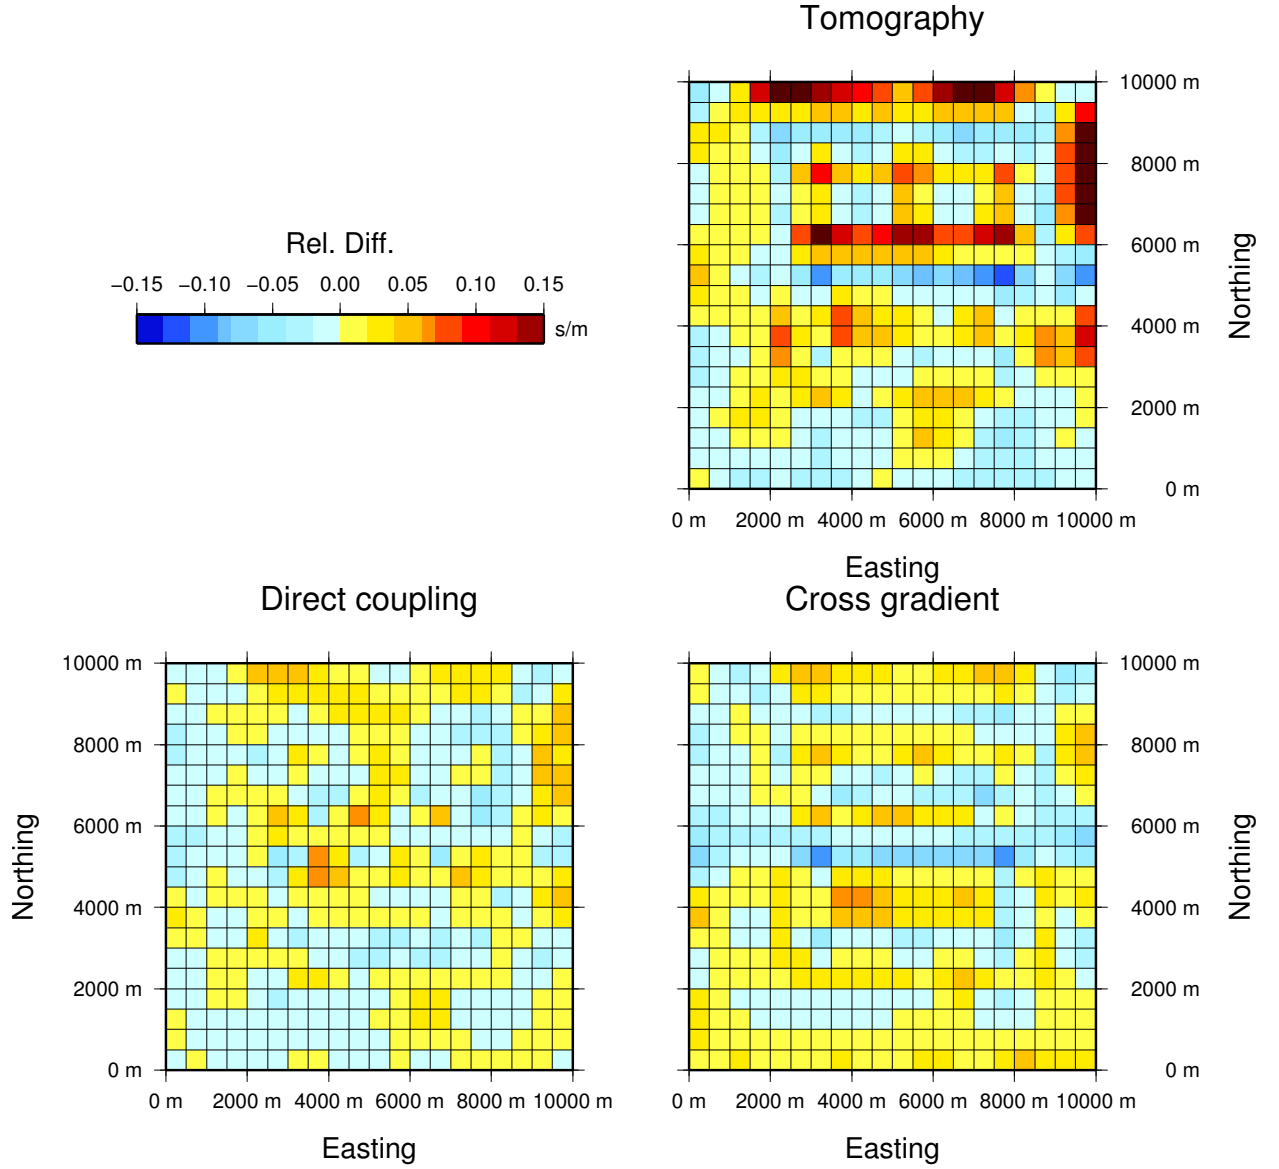 Tomography
10000 m
8000 m
6000 m
4000 m
2000 m
0 m
Northing
0 m 2000 m 4000 m 6000 m 8000 m 10000 m
Easting
Rel. Diff.
−0.15 −0.10 −0.05 0.00 0.05 0.10 0.15
s/m
Direct coupling
10000 m
8000 m
6000 m
4000 m
2000 m
0 m
Northing
0 m 2000 m 4000 m 6000 m 8000 m 10000 m
Easting
Cross gradient
10000 m
8000 m
6000 m
4000 m
2000 m
0 m
Northing
0 m 2000 m 4000 m 6000 m 8000 m 10000 m
Easting